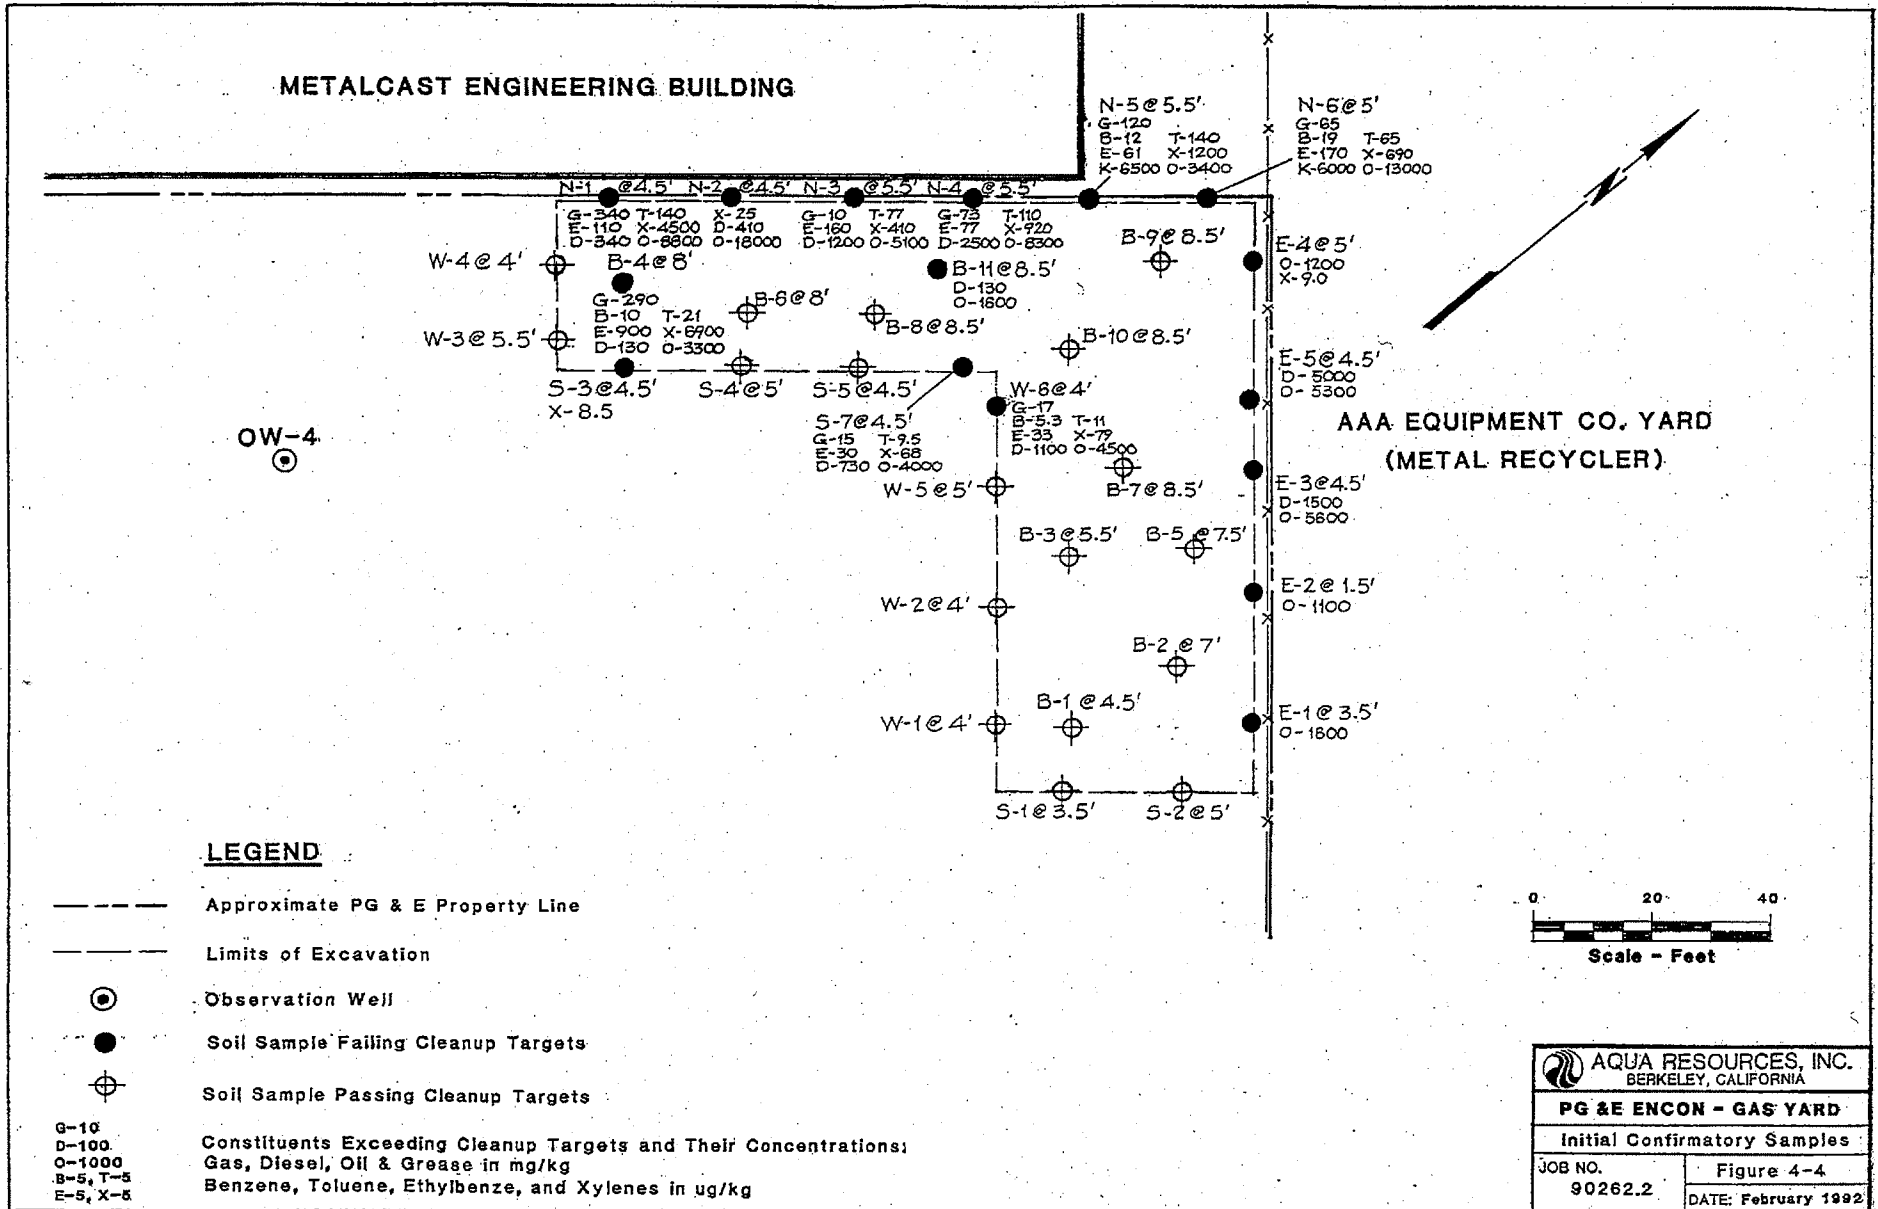 METALCAST ENGINEERING BUILDING
N-5@5.5'
G-120
B-12 T-140
E-61 X-1200
K-6500 O-3400
N-6@5'
G-65
B-19 T-65
E-170 X-690
K-6000 O-13000
N-1 @4.5' N-2 @4.5' N-3 @5.5' N-4 @5.5'
G-340 T-140
E-110 X-4500
D-340 O-8800
X-25
D-410
O-18000
G-10 T-77
E-160 X-410
D-1200 O-5100
G-73 T-110
E-77 X-920
D-2500 O-8300
W-4@4'
B-4@8'
G-290
B-10 T-21
E-900 X-6900
D-130 O-3300
B-6@8'
B-11@8.5'
D-130
O-1600
B-9@8.5'
E-4@5'
O-1200
X-9.0
W-3@5.5'
B-8@8.5'
B-10@8.5'
S-3@4.5'
X-8.5
S-4@5'
S-5@4.5'
E-5@4.5'
D-5000
D-5300
S-7@4.5'
G-15 T-9.5
E-30 X-68
D-730 O-4000
W-6@4'
G-17
B-5.3 T-11
E-33 X-79
D-1100 O-4500
AAA EQUIPMENT CO. YARD
(METAL RECYCLER)
OW-4
W-5@5'
B-7@8.5'
E-3@4.5'
D-1500
O-5600
B-3@5.5'
B-5@7.5'
W-2@4'
E-2@1.5'
O-1100
B-2@7'
W-1@4'
B-1@4.5'
E-1@3.5'
O-1800
S-1@3.5'
S-2@5'
LEGEND
Approximate PG & E Property Line
Limits of Excavation
Observation Well
Soil Sample Failing Cleanup Targets
Soil Sample Passing Cleanup Targets
G-10
D-100
O-1000
B-5, T-5
E-5, X-5
Constituents Exceeding Cleanup Targets and Their Concentrations:
Gas, Diesel, Oil & Grease in mg/kg
Benzene, Toluene, Ethylbenze, and Xylenes in ug/kg
0 20 40
Scale - Feet
AQUA RESOURCES, INC.
BERKELEY, CALIFORNIA
PG & E ENCON - GAS YARD
Initial Confirmatory Samples
JOB NO.
90262.2
Figure 4-4
DATE: February 1992